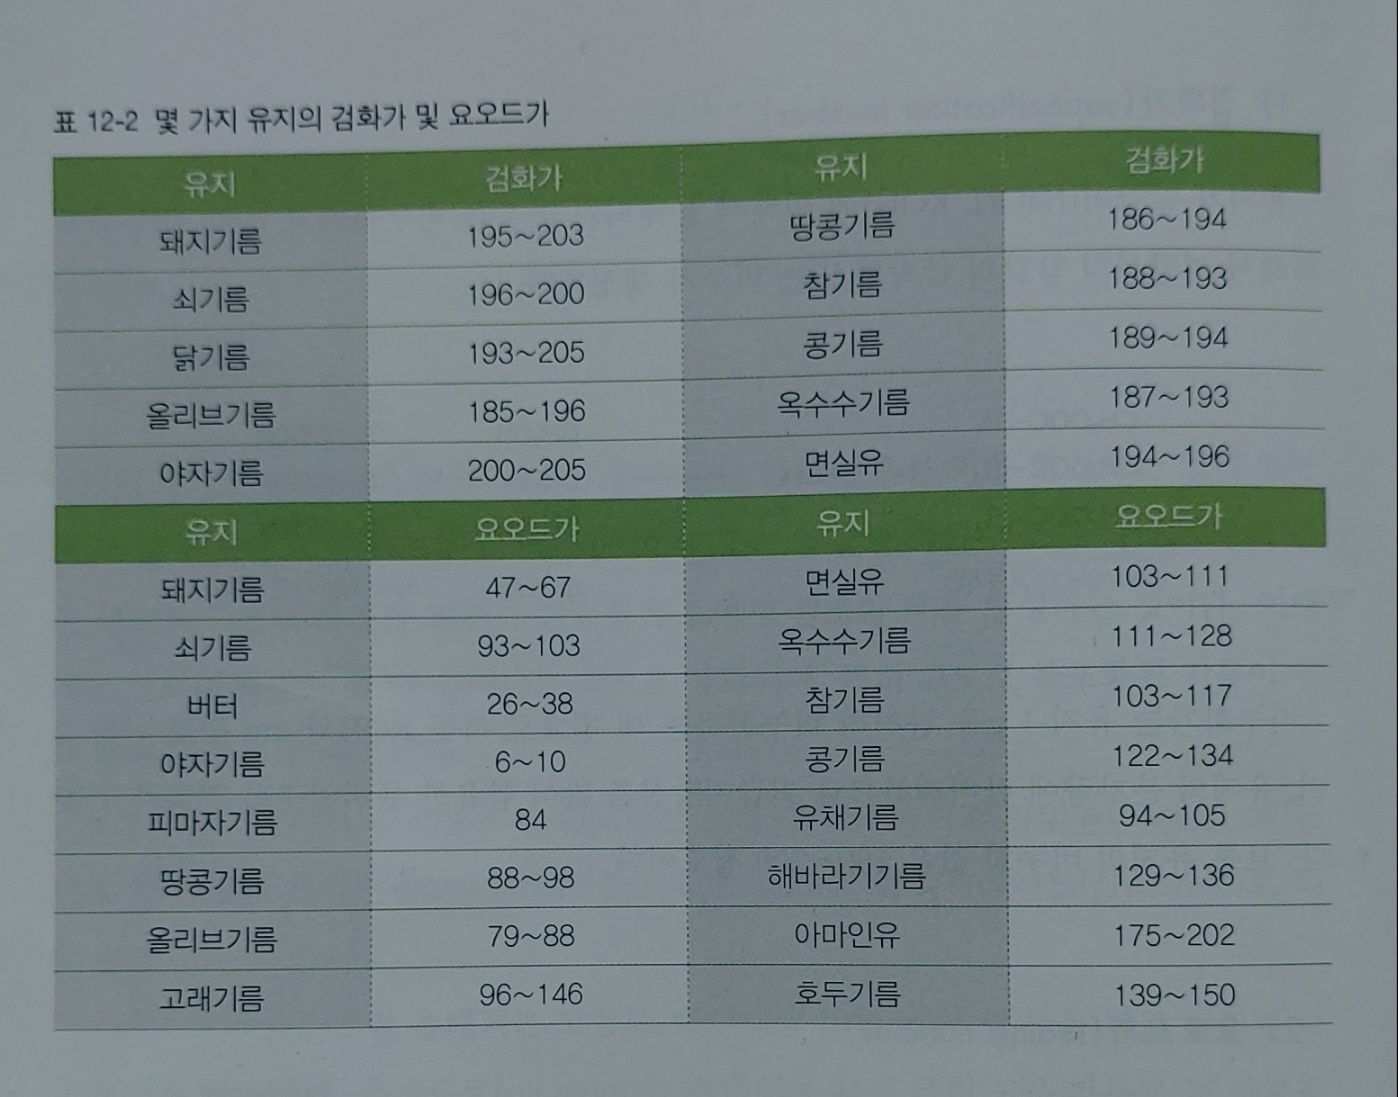 표 12-2 몇 가지 유지의 검화가 및 요오드가
유지 검화가 유지 검화가
돼지기름 195~203 땅콩기름 186~194
쇠기름 196~200 참기름 188~193
닭기름 193~205 콩기름 189~194
올리브기름 185~196 옥수수기름 187~193
야자기름 200~205 면실유 194~196
유지 요오드가 유지 요오드가
돼지기름 47~67 면실유 103~111
쇠기름 93~103 옥수수기름 111~128
버터 26~38 참기름 103~117
야자기름 6~10 콩기름 122~134
피마자기름 84 유채기름 94~105
땅콩기름 88~98 해바라기기름 129~136
올리브기름 79~88 아마인유 175~202
고래기름 96~146 호두기름 139~150